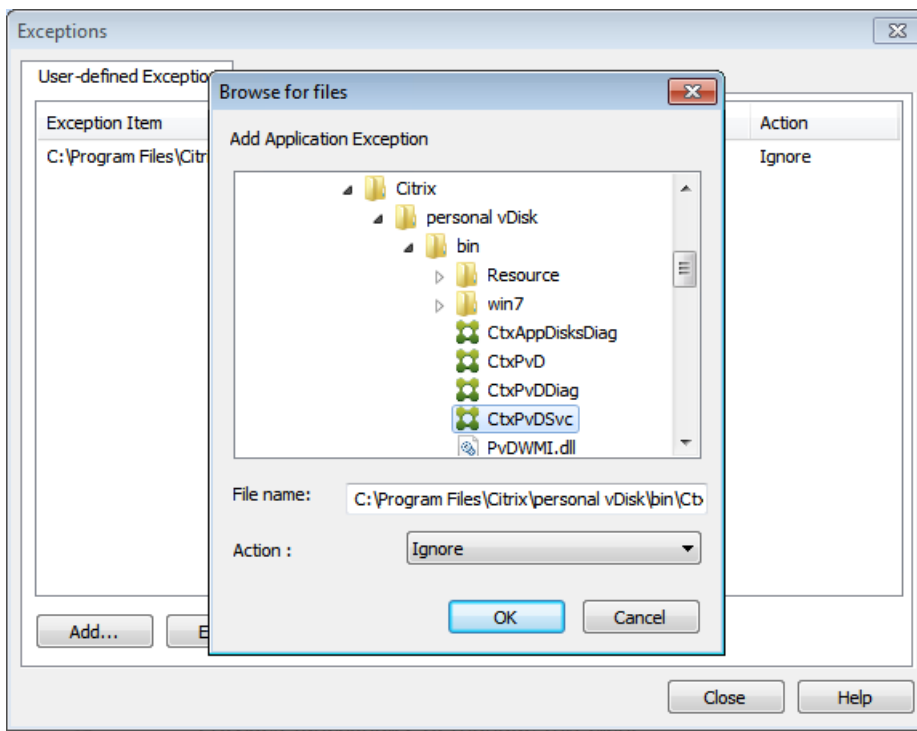 Exceptions
User-defined Exceptio
Browse for files
Exception Item
Action
Add Application Exception
C:\Program Files\Citr
Ignore
Citrix
personal vDisk
bin
Resource
win7
CtxAppDisksDiag
CtxPvD
CtxPvDDiag
CtxPvDSvc
PvDWMI.dll
File name:
C:\Program Files\Citrix\personal vDisk\bin\Ctx
Action :
Ignore
OK
Cancel
Add...
E
Close
Help